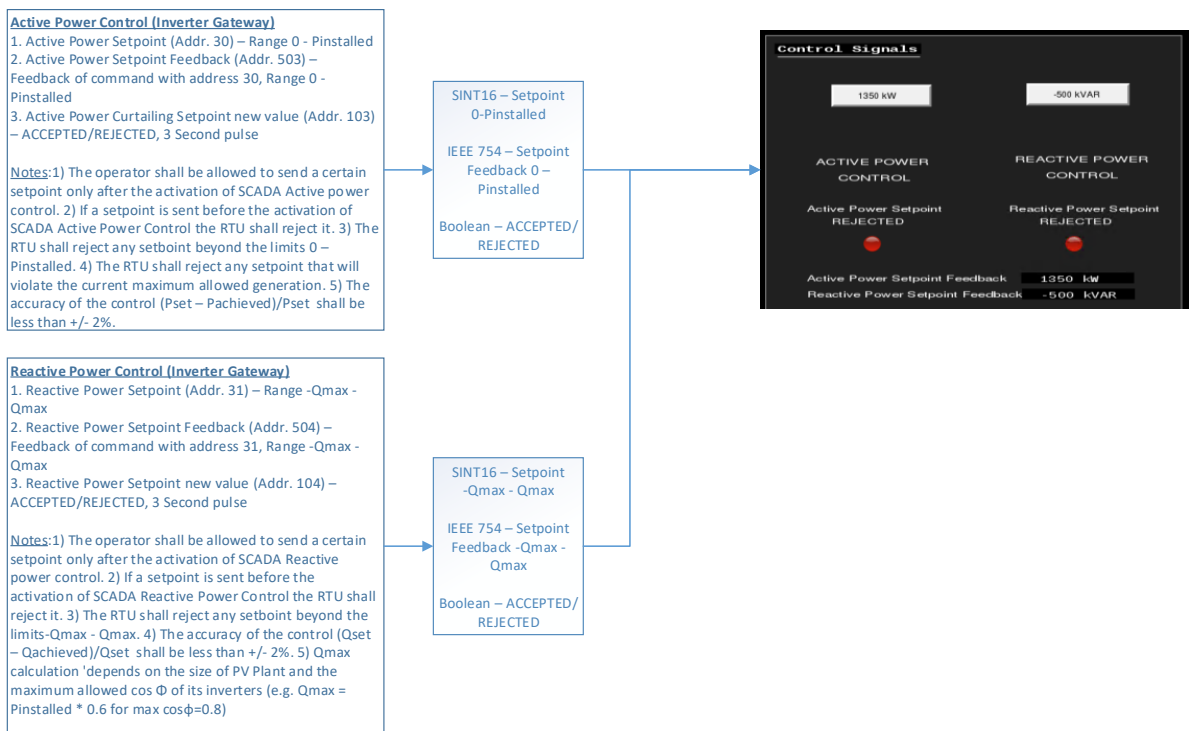 Active Power Control (Inverter Gateway)
1. Active Power Setpoint (Addr. 30) – Range 0 - Pinstalled
2. Active Power Setpoint Feedback (Addr. 503) –
Feedback of command with address 30, Range 0 -
Pinstalled
3. Active Power Curtailing Setpoint new value (Addr. 103)
– ACCEPTED/REJECTED, 3 Second pulse
Notes:1) The operator shall be allowed to send a certain
setpoint only after the activation of SCADA Active power
control. 2) If a setpoint is sent before the activation of
SCADA Active Power Control the RTU shall reject it. 3) The
RTU shall reject any setboint beyond the limits 0 –
Pinstalled. 4) The RTU shall reject any setpoint that will
violate the current maximum allowed generation. 5) The
accuracy of the control (Pset – Pachieved)/Pset shall be
less than +/- 2%.
SINT16 – Setpoint
0-Pinstalled
IEEE 754 – Setpoint
Feedback 0 –
Pinstalled
Boolean – ACCEPTED/
REJECTED
Control Signals
1350 kW
-500 kVAR
ACTIVE POWER
CONTROL
REACTIVE POWER
CONTROL
Active Power Setpoint
REJECTED
Reactive Power Setpoint
REJECTED
Active Power Setpoint Feedback 1350 kW
Reactive Power Setpoint Feedback -500 kVAR
Reactive Power Control (Inverter Gateway)
1. Reactive Power Setpoint (Addr. 31) – Range -Qmax -
Qmax
2. Reactive Power Setpoint Feedback (Addr. 504) –
Feedback of command with address 31, Range -Qmax -
Qmax
3. Reactive Power Setpoint new value (Addr. 104) –
ACCEPTED/REJECTED, 3 Second pulse
Notes:1) The operator shall be allowed to send a certain
setpoint only after the activation of SCADA Reactive
power control. 2) If a setpoint is sent before the
activation of SCADA Reactive Power Control the RTU shall
reject it. 3) The RTU shall reject any setboint beyond the
limits-Qmax - Qmax. 4) The accuracy of the control (Qset
– Qachieved)/Qset shall be less than +/- 2%. 5) Qmax
calculation 'depends on the size of PV Plant and the
maximum allowed cos Φ of its inverters (e.g. Qmax =
Pinstalled * 0.6 for max cosφ=0.8)
SINT16 – Setpoint
-Qmax - Qmax
IEEE 754 – Setpoint
Feedback -Qmax -
Qmax
Boolean – ACCEPTED/
REJECTED